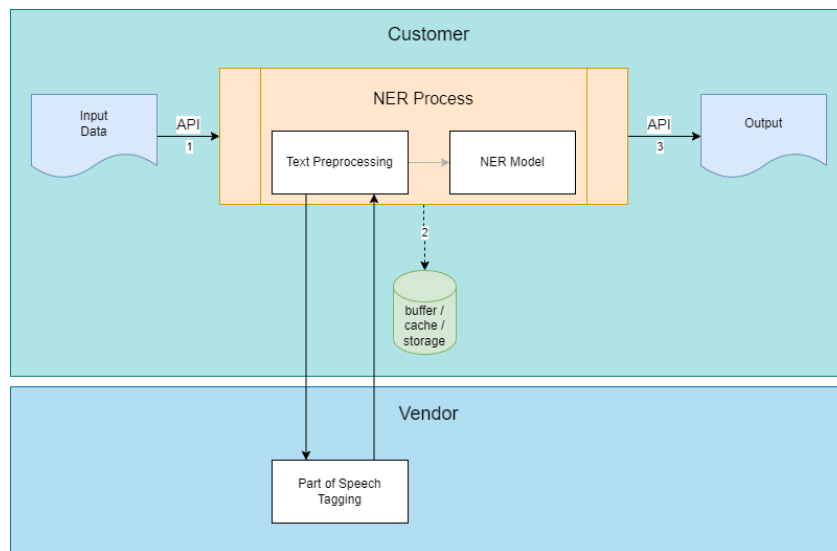 Customer
Input
Data
API
1
NER Process
Text Preprocessing
NER Model
API
3
Output
2
buffer /
cache /
storage
Vendor
Part of Speech
Tagging